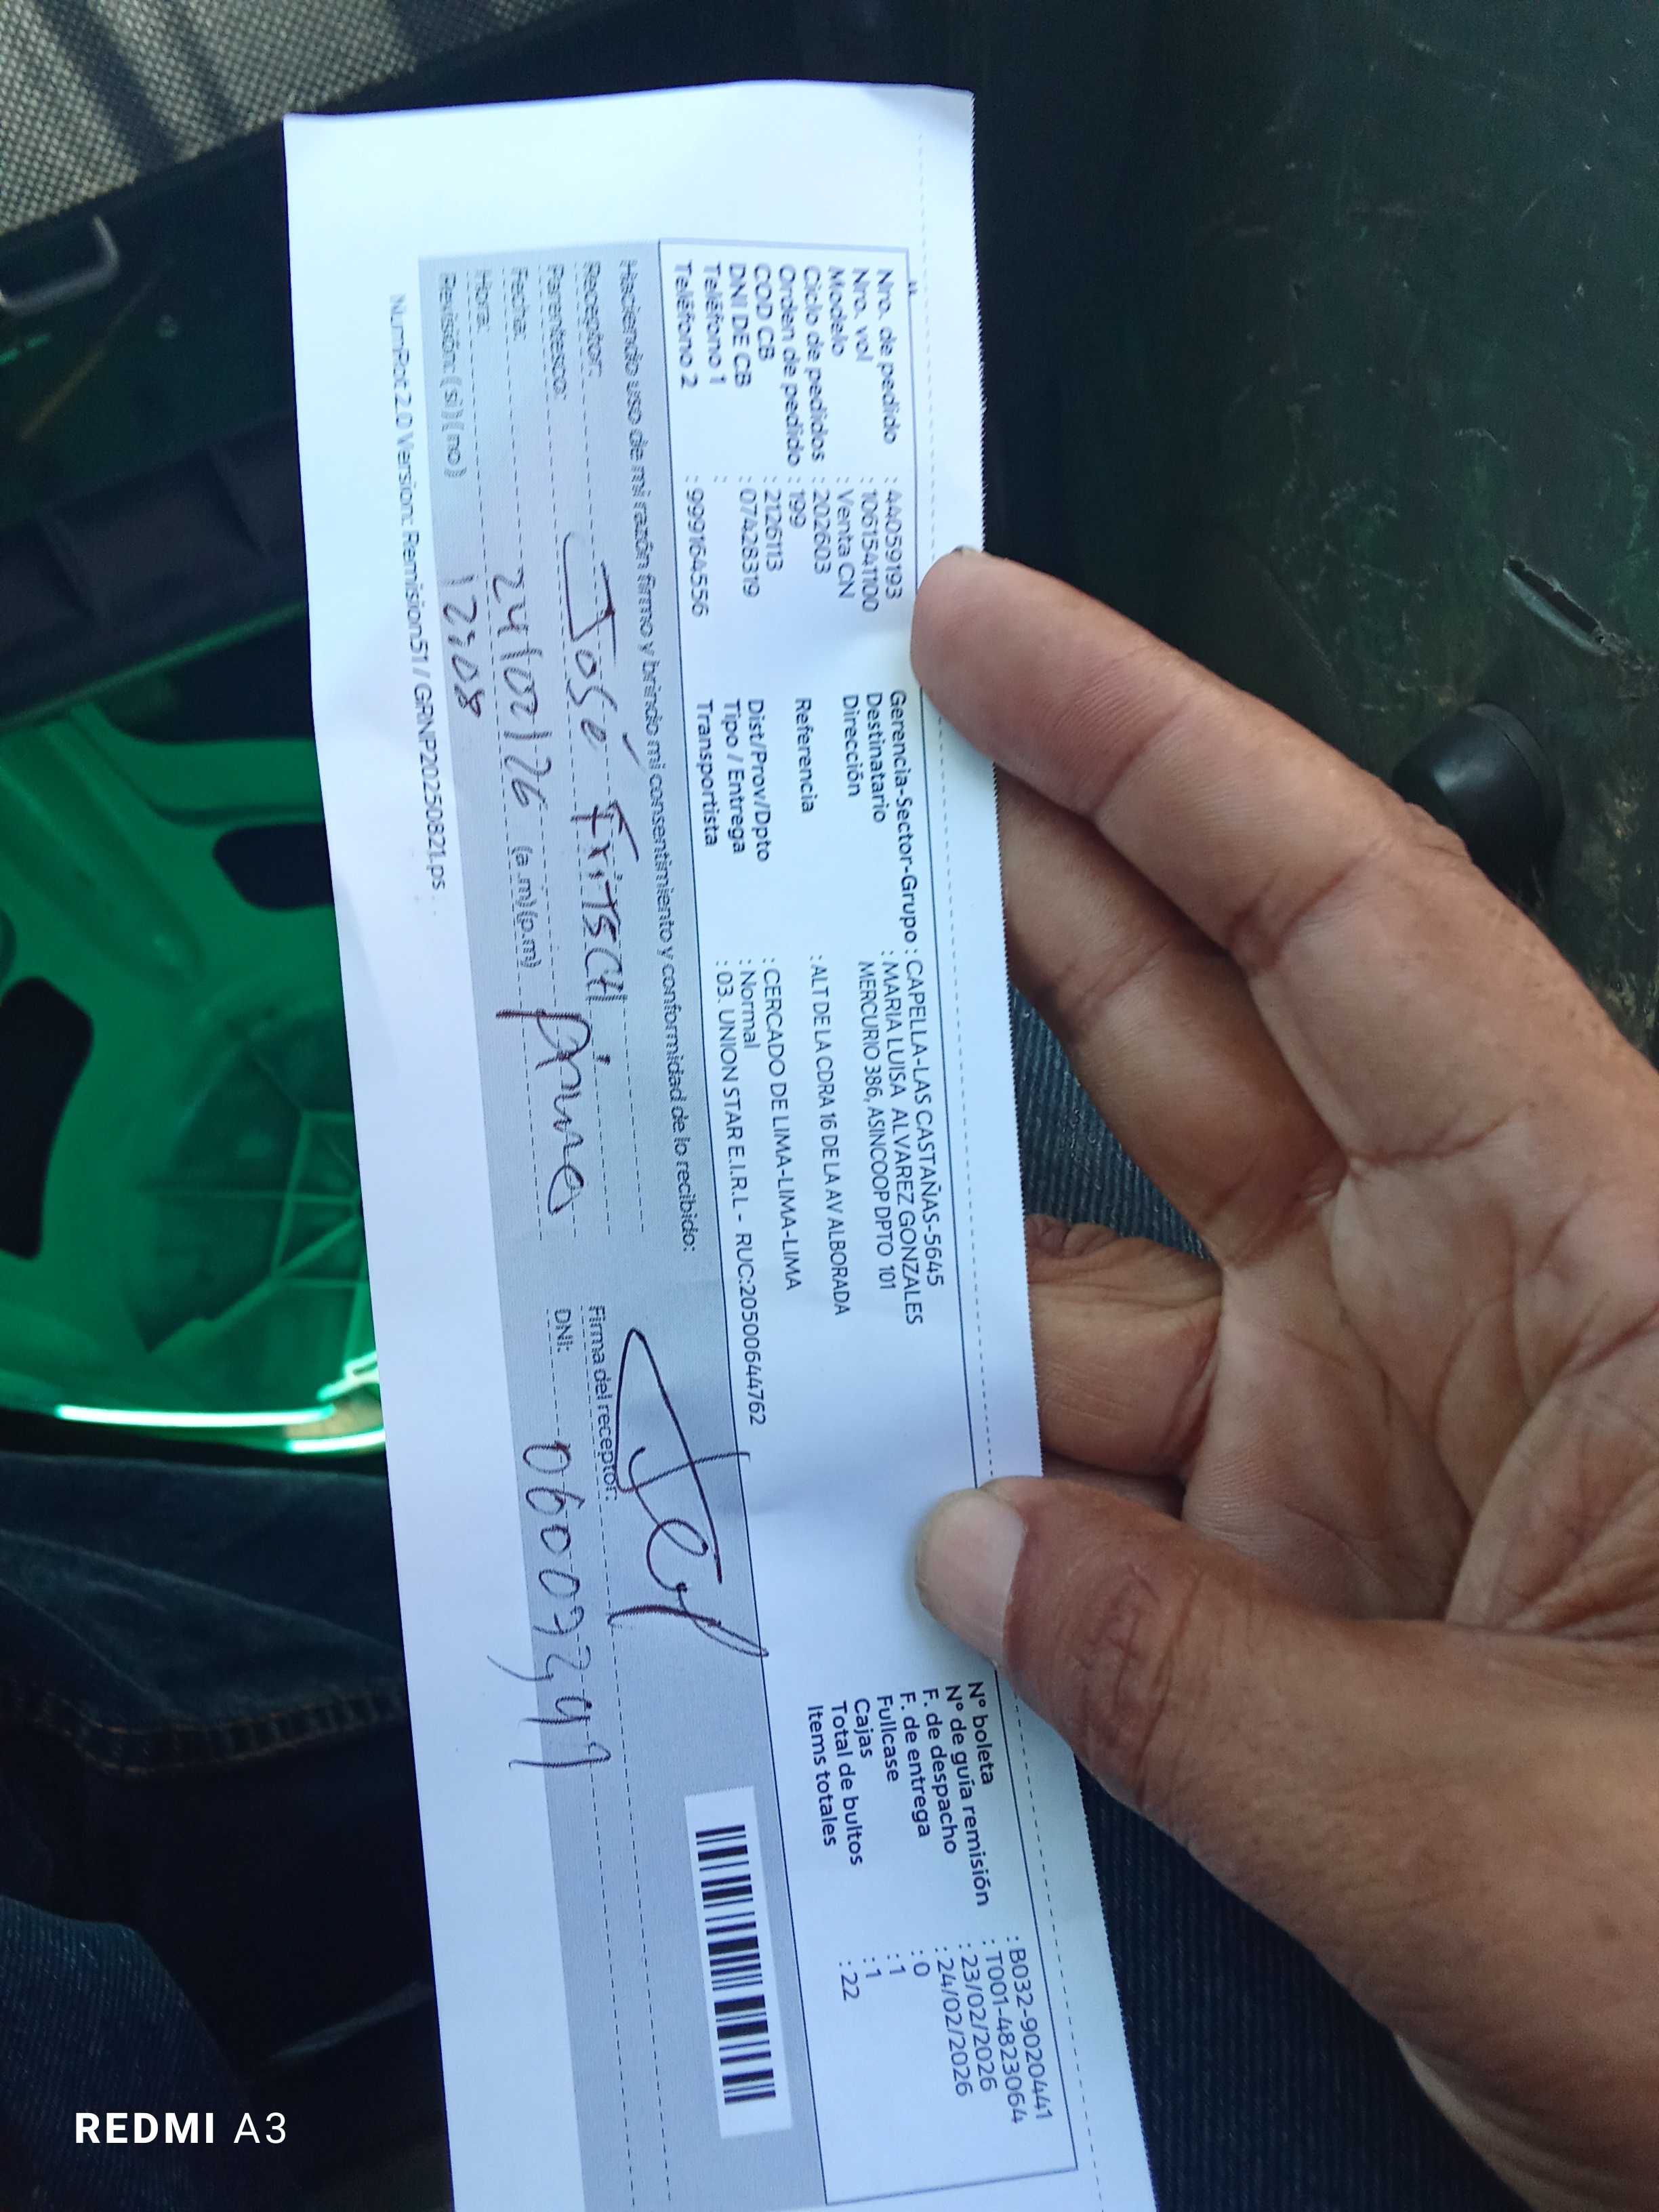 Nro. de pedido : 44059193
Nro. vol : 1061541100
Modelo : Venta CN
Ciclo de pedidos : 202603
Orden de pedido : 199
COD CB : 2126113
DNI DE CB : 07428319
Teléfono 1 :
Teléfono 2 : 999164556
Gerencia-Sector-Grupo : CAPELLA-LAS CASTAÑAS-5645
Destinatario : MARIA LUISA ALVAREZ GONZALES
Dirección MERCURIO 386, ASINCOOP DPTO 101
Referencia : ALT DE LA CDRA 16 DE LA AV ALBORADA
Dist/Prov/Dpto : CERCADO DE LIMA-LIMA-LIMA
Tipo / Entrega : Normal
Transportista : 03. UNION STAR E.I.R.L - RUC:20500644762
Nº boleta : B032-9020441
Nº de guía remisión : T001-4823064
F. de despacho : 23/02/2026
F. de entrega : 24/02/2026
Fullcase : 0
Cajas : 1
Total de bultos : 1
Items totales : 22
Haciendo uso de mi razón firmo y brindo mi consentimiento y conformidad de lo recibido:
Receptor: José Fritsch
Parentesco:
Fecha: 24/02/26
Hora: 12:08 (a.m) (p.m)
Revisión: ( si ) ( no )
Firma del receptor:
DNI:
NumPot 2.0 Version: Remision51 / GRNP20250821.ps
REDMI A3